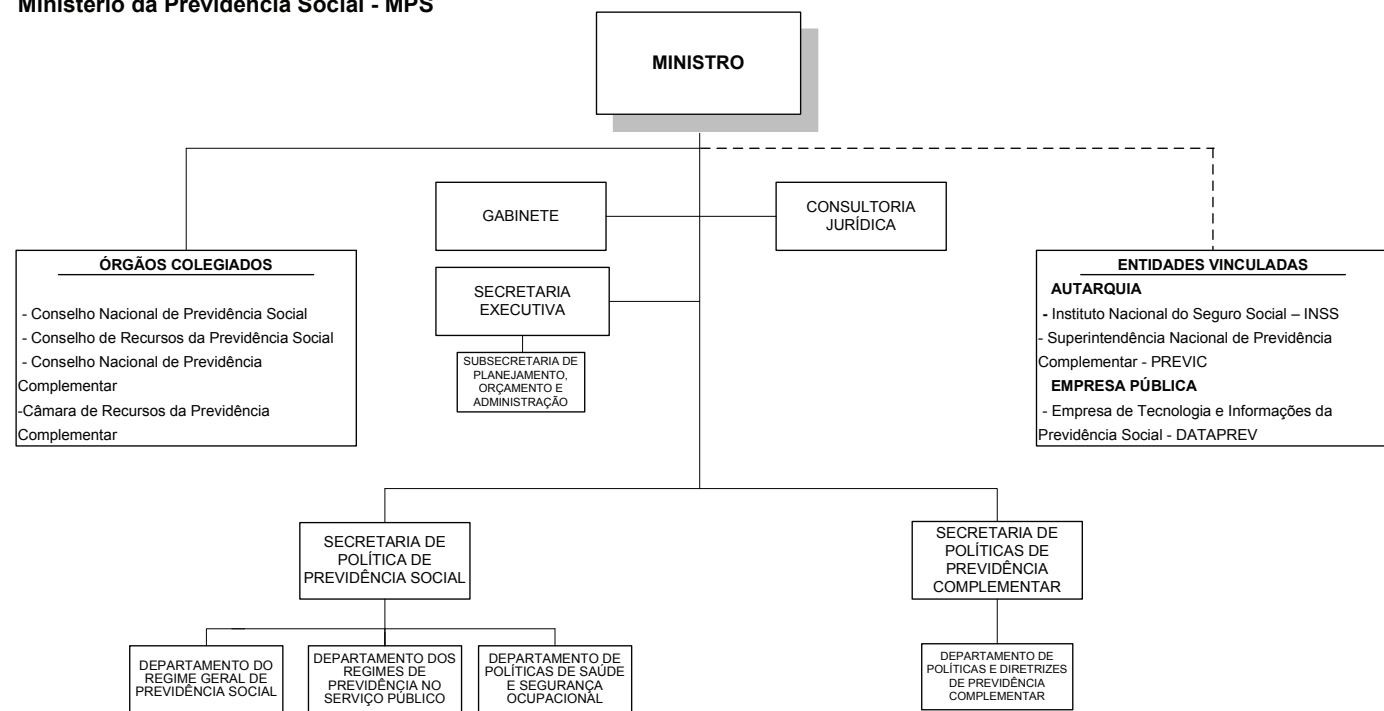 Ministério da Previdência Social - MPS
MINISTRO
GABINETE
CONSULTORIA
JURÍDICA
ÓRGÃOS COLEGIADOS
- Conselho Nacional de Previdência Social
- Conselho de Recursos da Previdência Social
- Conselho Nacional de Previdência
Complementar
-Câmara de Recursos da Previdência
Complementar
SECRETARIA
EXECUTIVA
SUBSECRETARIA DE
PLANEJAMENTO,
ORÇAMENTO E
ADMINISTRAÇÃO
ENTIDADES VINCULADAS
AUTARQUIA
- Instituto Nacional do Seguro Social – INSS
- Superintendência Nacional de Previdência
Complementar - PREVIC
EMPRESA PÚBLICA
- Empresa de Tecnologia e Informações da
Previdência Social - DATAPREV
SECRETARIA DE
POLÍTICA DE
PREVIDÊNCIA SOCIAL
SECRETARIA DE
POLÍTICAS DE
PREVIDÊNCIA
COMPLEMENTAR
DEPARTAMENTO DO
REGIME GERAL DE
PREVIDÊNCIA SOCIAL
DEPARTAMENTO DOS
REGIMES DE
PREVIDÊNCIA NO
SERVIÇO PÚBLICO
DEPARTAMENTO DE
POLÍTICAS DE SAÚDE
E SEGURANÇA
OCUPACIONAL
DEPARTAMENTO DE
POLÍTICAS E DIRETRIZES
DE PREVIDÊNCIA
COMPLEMENTAR